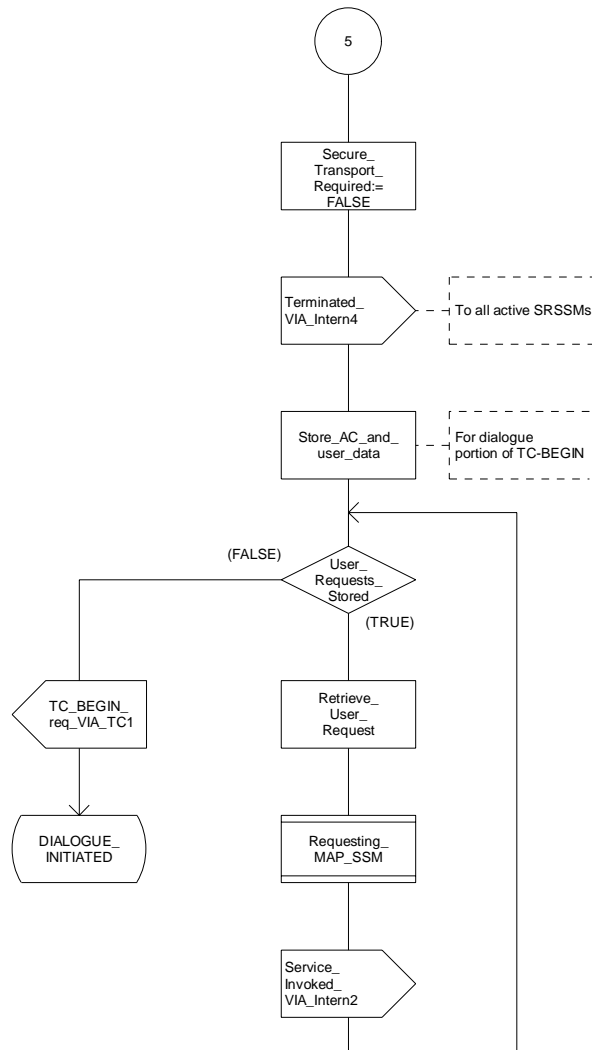 5
Secure_
Transport_
Required:=
FALSE
Terminated_
VIA_Intern4
To all active SRSSMs
Store_AC_and_
user_data
For dialogue
portion of TC-BEGIN
(FALSE)
User_
Requests_
Stored
(TRUE)
TC_BEGIN_
req_VIA_TC1
Retrieve_
User_
Request
DIALOGUE_
INITIATED
Requesting_
MAP_SSM
Service_
Invoked_
VIA_Intern2